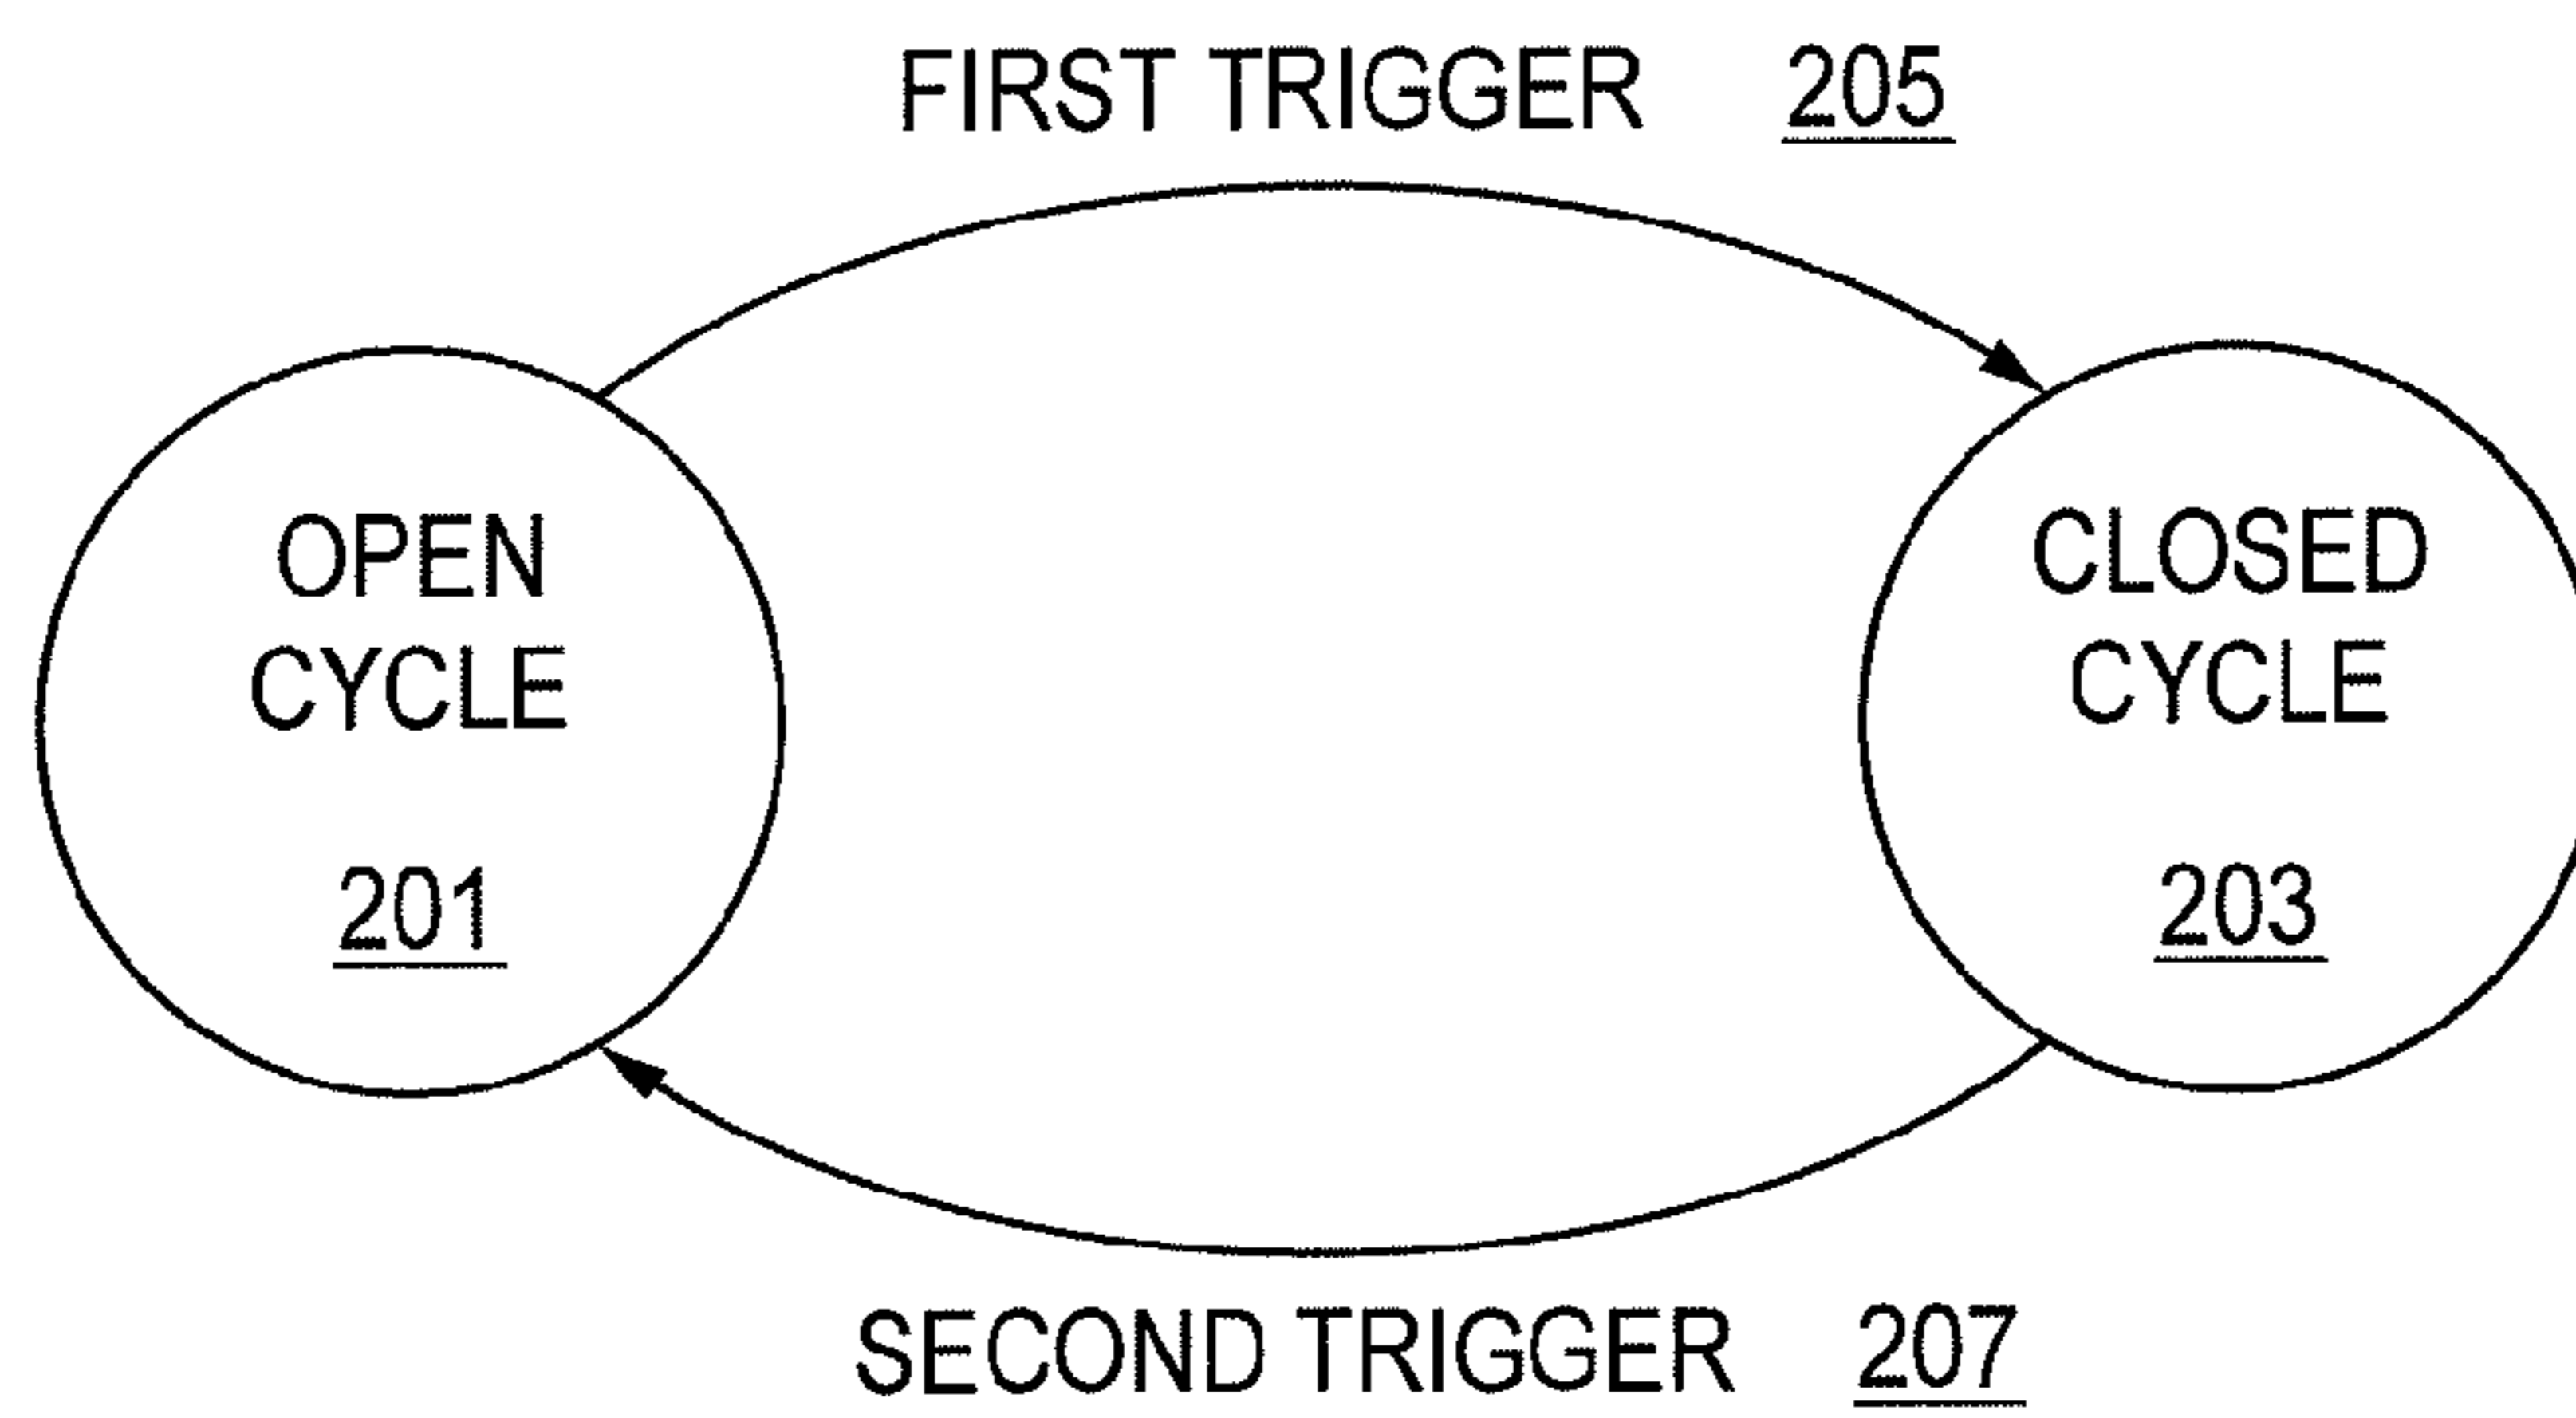 FIRST TRIGGER 205
OPEN
CYCLE
201
CLOSED
CYCLE
203
SECOND TRIGGER 207